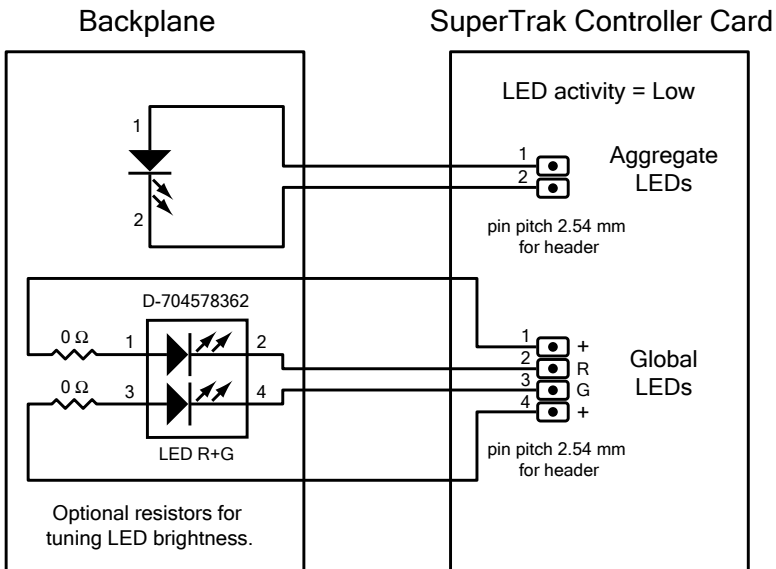 Backplane
SuperTrak Controller Card
LED activity = Low
1
2
1
2
Aggregate
LEDs
pin pitch 2.54 mm
for header
D-704578362
0 Ω
1
2
0 Ω
3
4
LED R+G
1 +
2 R
3 G
4 +
Global
LEDs
pin pitch 2.54 mm
for header
Optional resistors for
tuning LED brightness.